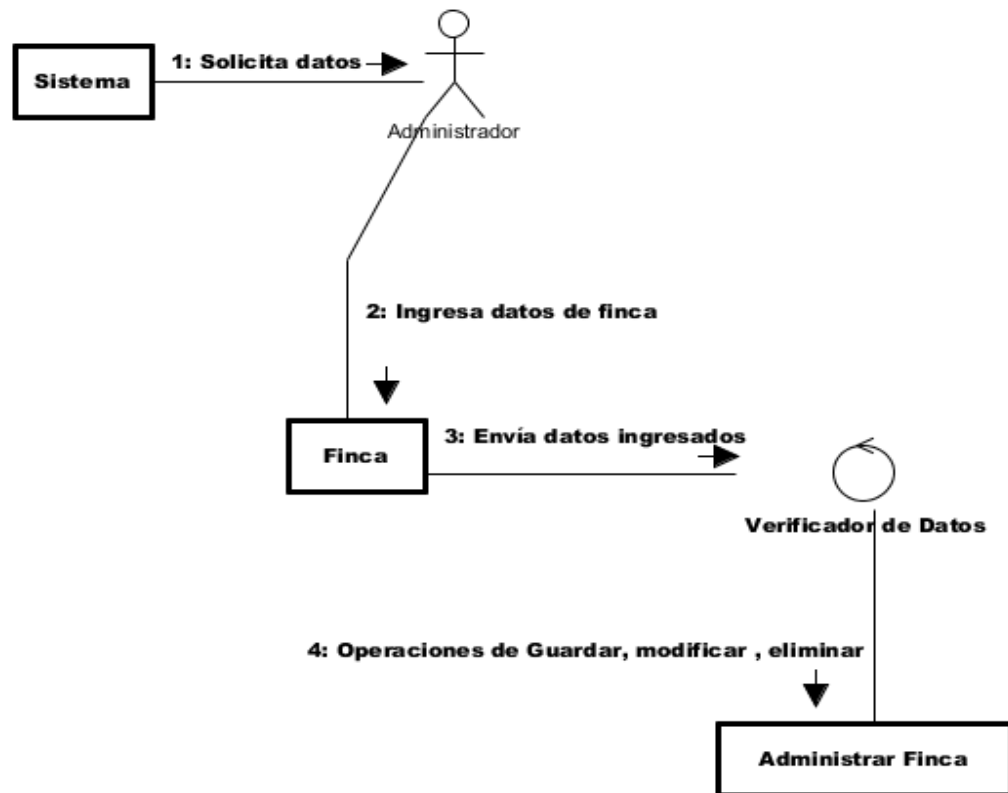 1: Solicita datos
Sistema
Administrador
2: Ingresa datos de finca
3: Envía datos ingresados
Finca
Verificador de Datos
4: Operaciones de Guardar, modificar , eliminar
Administrar Finca